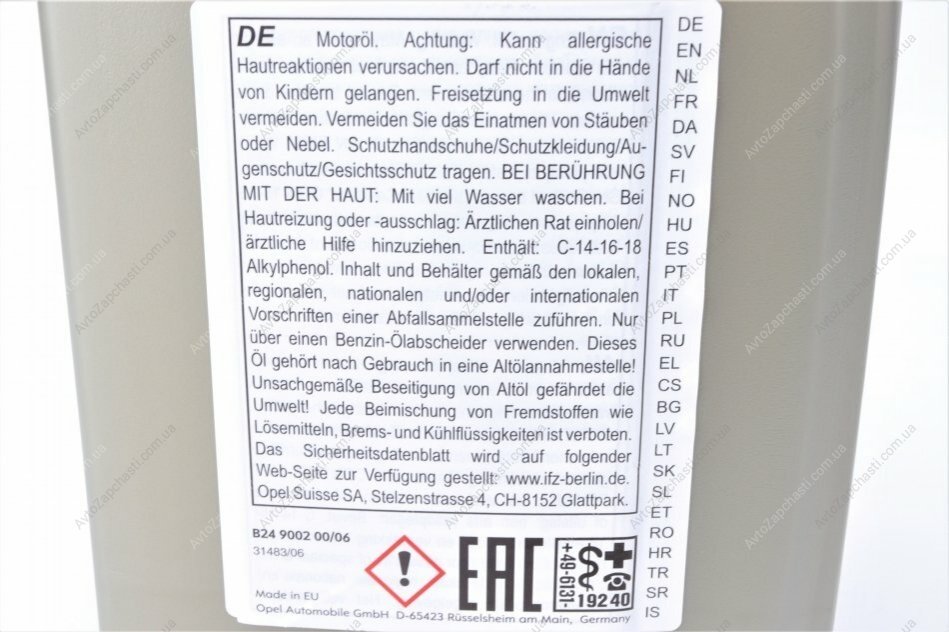 DE Motoröl. Achtung: Kann allergische
Hautreaktionen verursachen. Darf nicht in die Hände
von Kindern gelangen. Freisetzung in die Umwelt
vermeiden. Vermeiden Sie das Einatmen von Stäuben
oder Nebel. Schutzhandschuhe/Schutzkleidung/Au-
genschutz/Gesichtsschutz tragen. BEI BERÜHRUNG
MIT DER HAUT: Mit viel Wasser waschen. Bei
Hautreizung oder -ausschlag: Ärztlichen Rat einholen/
ärztliche Hilfe hinzuziehen. Enthält: C-14-16-18
Alkylphenol. Inhalt und Behälter gemäß den lokalen,
regionalen, nationalen und/oder internationalen
Vorschriften einer Abfallsammelstelle zuführen. Nur
über einen Benzin-Ölabscheider verwenden. Dieses
Öl gehört nach Gebrauch in eine Altölannahmestelle!
Unsachgemäße Beseitigung von Altöl gefährdet die
Umwelt! Jede Beimischung von Fremdstoffen wie
Lösemitteln, Brems- und Kühlflüssigkeiten ist verboten.
Das Sicherheitsdatenblatt wird auf folgender
Web-Seite zur Verfügung gestellt: www.ifz-berlin.de.
Opel Suisse SA, Stelzenstrasse 4, CH-8152 Glattpark.
DE
EN
NL
FR
DA
SV
FI
NO
HU
ES
PT
IT
PL
RU
EL
CS
BG
LV
LT
SK
SL
ET
RO
HR
TR
SR
IS
B24 9002 00/06
31483/06
EAC
+49-6131-
19240
Made in EU
Opel Automobile GmbH D-65423 Rüsselsheim am Main, Germany
AvtoZapchasti.com.ua